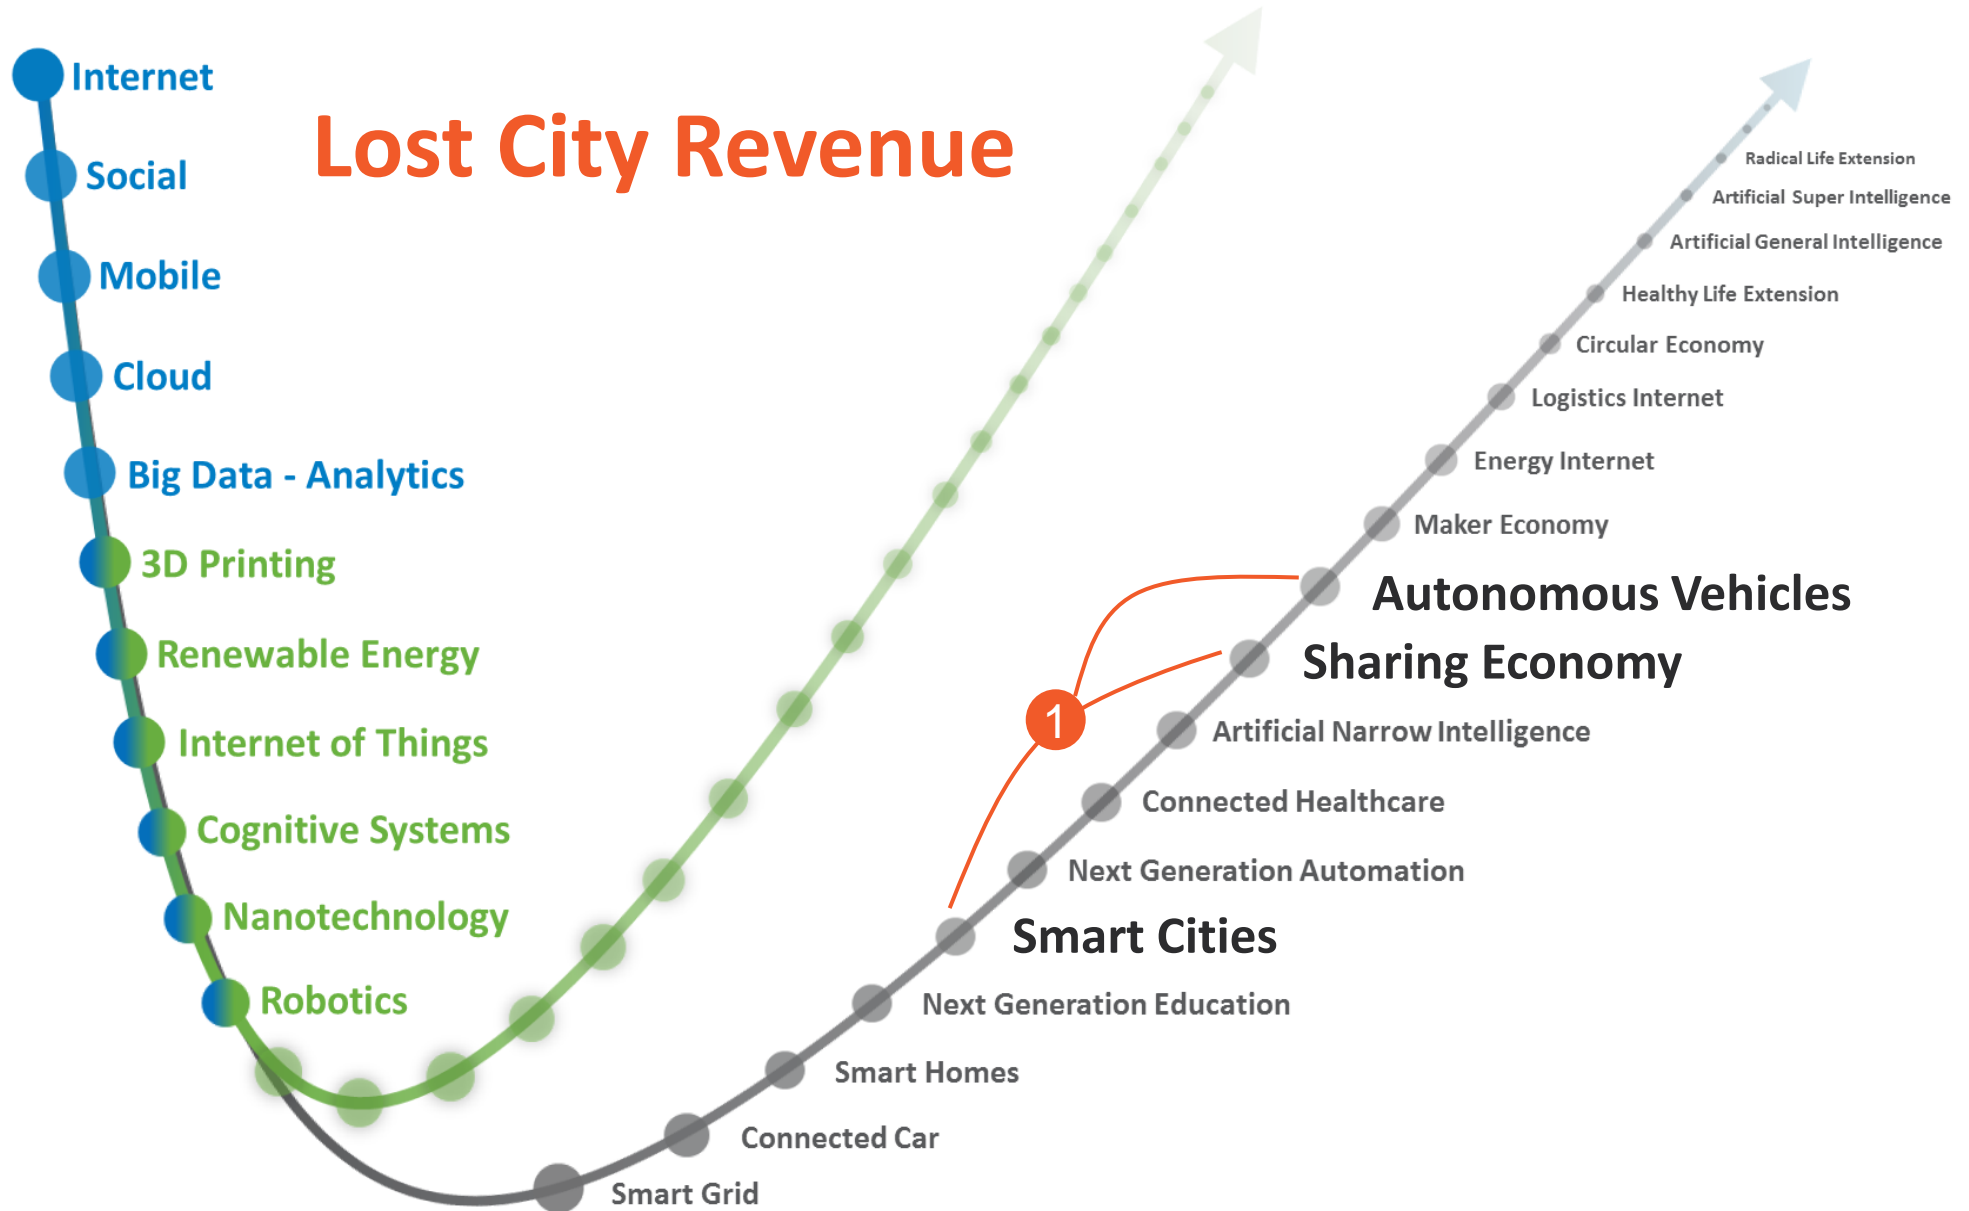 Lost City Revenue
Internet
Social
Mobile
Cloud
Big Data - Analytics
3D Printing
Renewable Energy
Internet of Things
Cognitive Systems
Nanotechnology
Robotics
Radical Life Extension
Artificial Super Intelligence
Artificial General Intelligence
Healthy Life Extension
Circular Economy
Logistics Internet
Energy Internet
Maker Economy
Autonomous Vehicles
Sharing Economy
1
Artificial Narrow Intelligence
Connected Healthcare
Next Generation Automation
Smart Cities
Next Generation Education
Smart Homes
Connected Car
Smart Grid